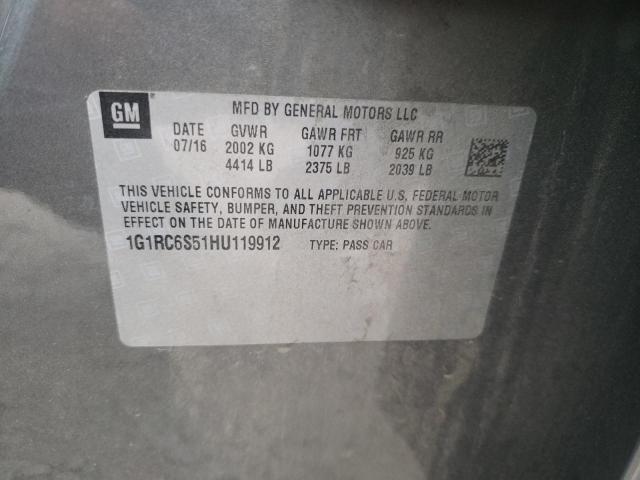 GM
MFD BY GENERAL MOTORS LLC
DATE GVWR GAWR FRT GAWR RR
07/16 2002 KG 1077 KG 925 KG
4414 LB 2375 LB 2039 LB
THIS VEHICLE CONFORMS TO ALL APPLICABLE U.S. FEDERAL MOTOR
VEHICLE SAFETY, BUMPER, AND THEFT PREVENTION STANDARDS IN
EFFECT ON THE DATE OF MANUFACTURE SHOWN ABOVE.
1G1RC6S51HU119912 TYPE: PASS CAR